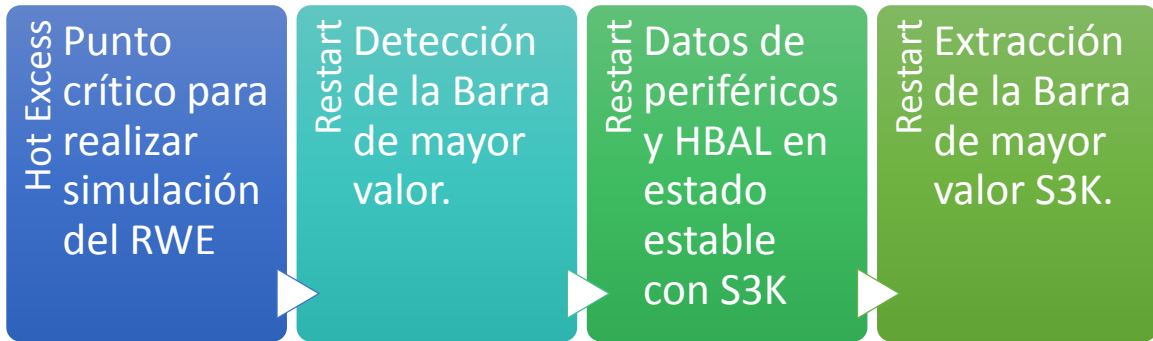 Hot Excess
Punto
crítico para
realizar
simulación
del RWE
Restart
Detección
de la Barra
de mayor
valor.
Restart
Datos de
periféricos
y HBAL en
estado
estable
con S3K
Restart
Extracción
de la Barra
de mayor
valor S3K.